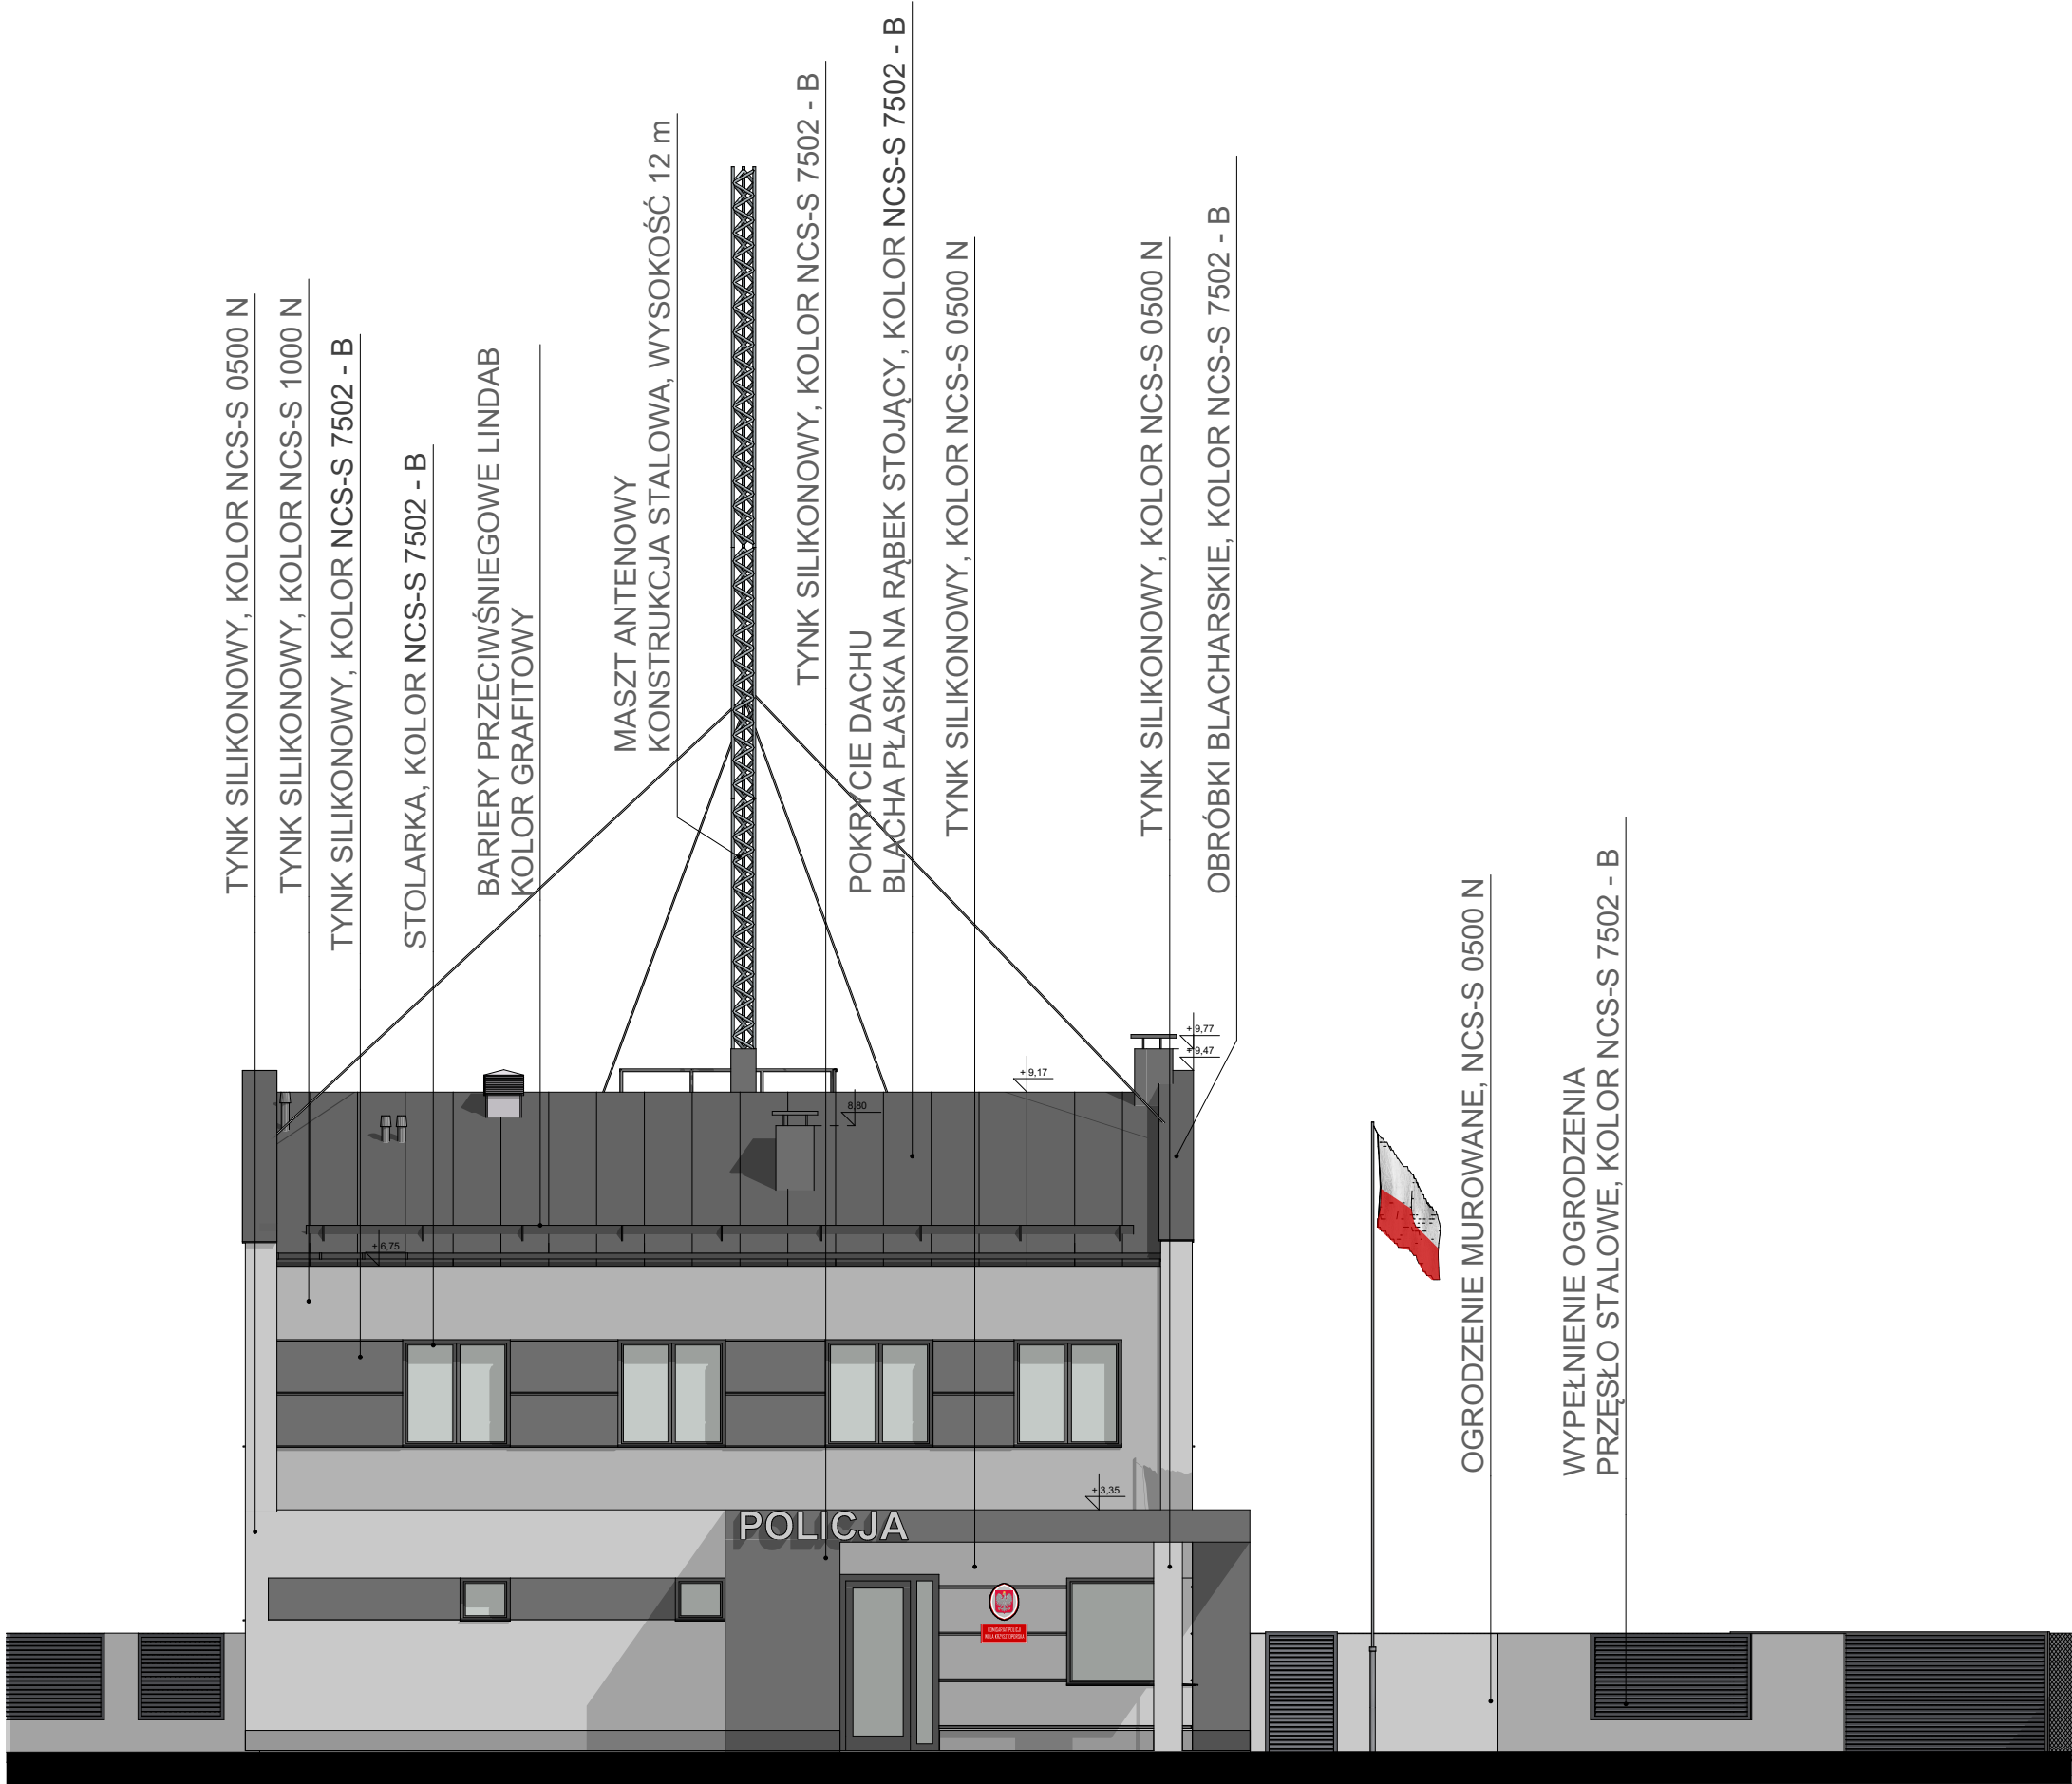 TYNK SILIKONOWY, KOLOR NCS-S 0500 N
TYNK SILIKONOWY, KOLOR NCS-S 1000 N
TYNK SILIKONOWY, KOLOR NCS-S 7502 - B
STOLARKA, KOLOR NCS-S 7502 - B
BARIERY PRZECIWŚNIEGOWE LINDAB
KOLOR GRAFITOWY
MASZT ANTENOWY
KONSTRUKCJA STALOWA, WYSOKOŚĆ 12 m
TYNK SILIKONOWY, KOLOR NCS-S 7502 - B
POKRYCIE DACHU
BLACHA PŁASKA NA RĄBEK STOJĄCY, KOLOR NCS-S 7502 - B
TYNK SILIKONOWY, KOLOR NCS-S 0500 N
TYNK SILIKONOWY, KOLOR NCS-S 0500 N
OBRÓBKI BLACHARSKIE, KOLOR NCS-S 7502 - B
OGRODZENIE MUROWANE, NCS-S 0500 N
WYPEŁNIENIE OGRODZENIA
PRZĘSŁO STALOWE, KOLOR NCS-S 7502 - B
+9,77
+9,47
+9,17
8,80
+6,75
+3,35
POLICJA
KOMISARIAT POLICJI
WOLA KRZYSZTOPORSKA